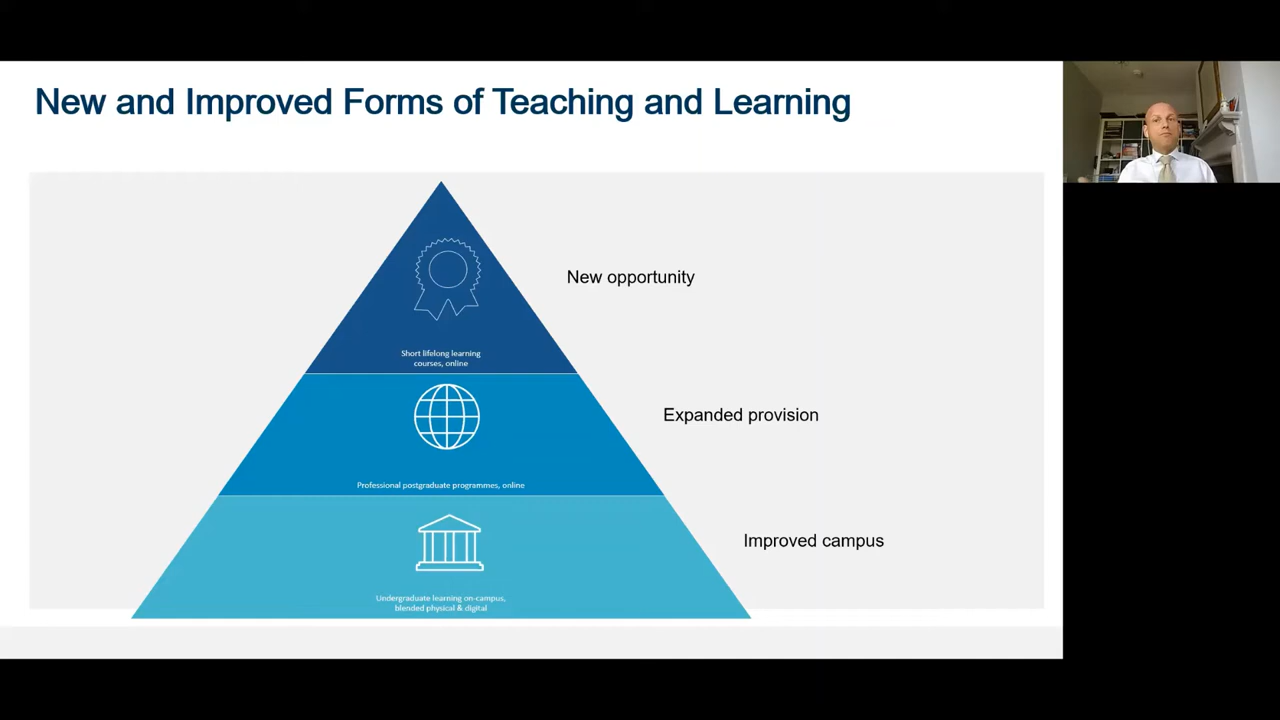 New and Improved Forms of Teaching and Learning
New opportunity
Short lifelong learning
courses, online
Expanded provision
Professional postgraduate programmes, online
Improved campus
Undergraduate learning on-campus,
blended physical & digital